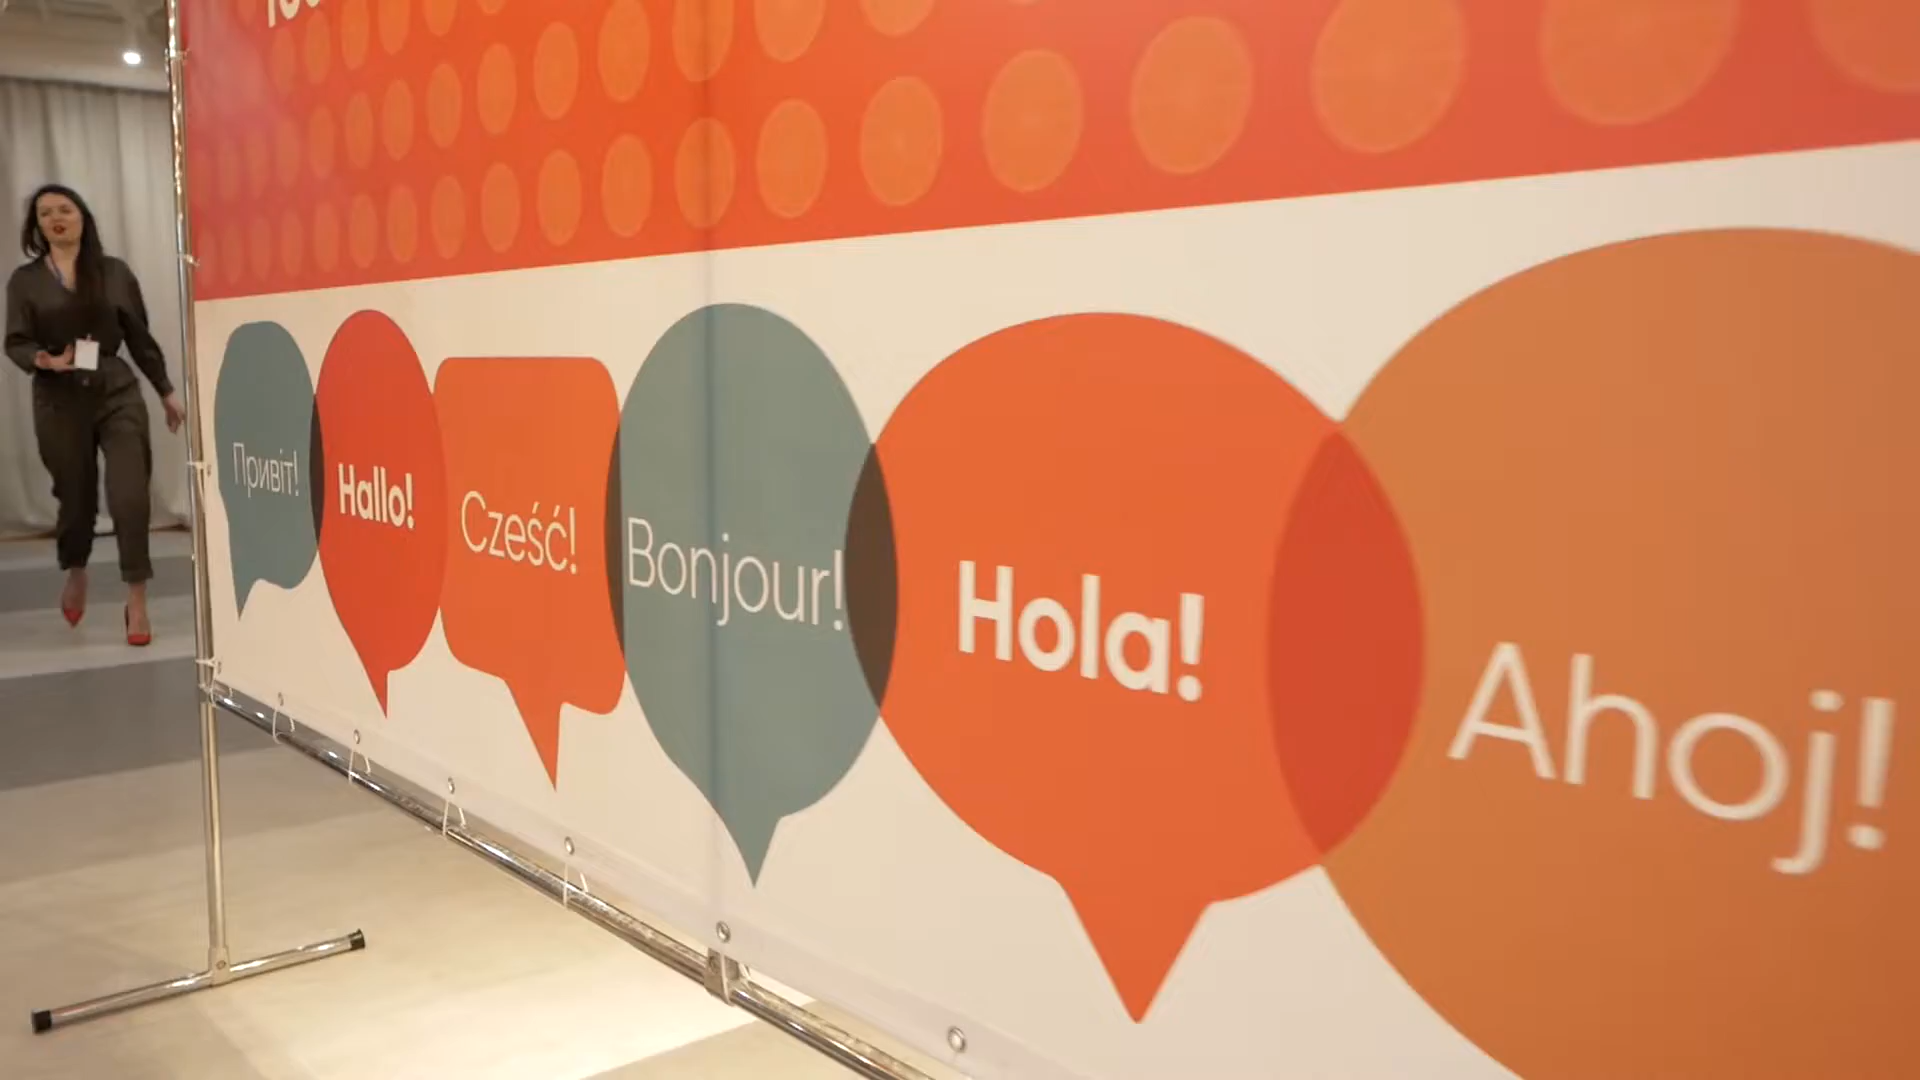 Привіт!
Hallo!
Cześć!
Bonjour!
Hola!
Ahoj!